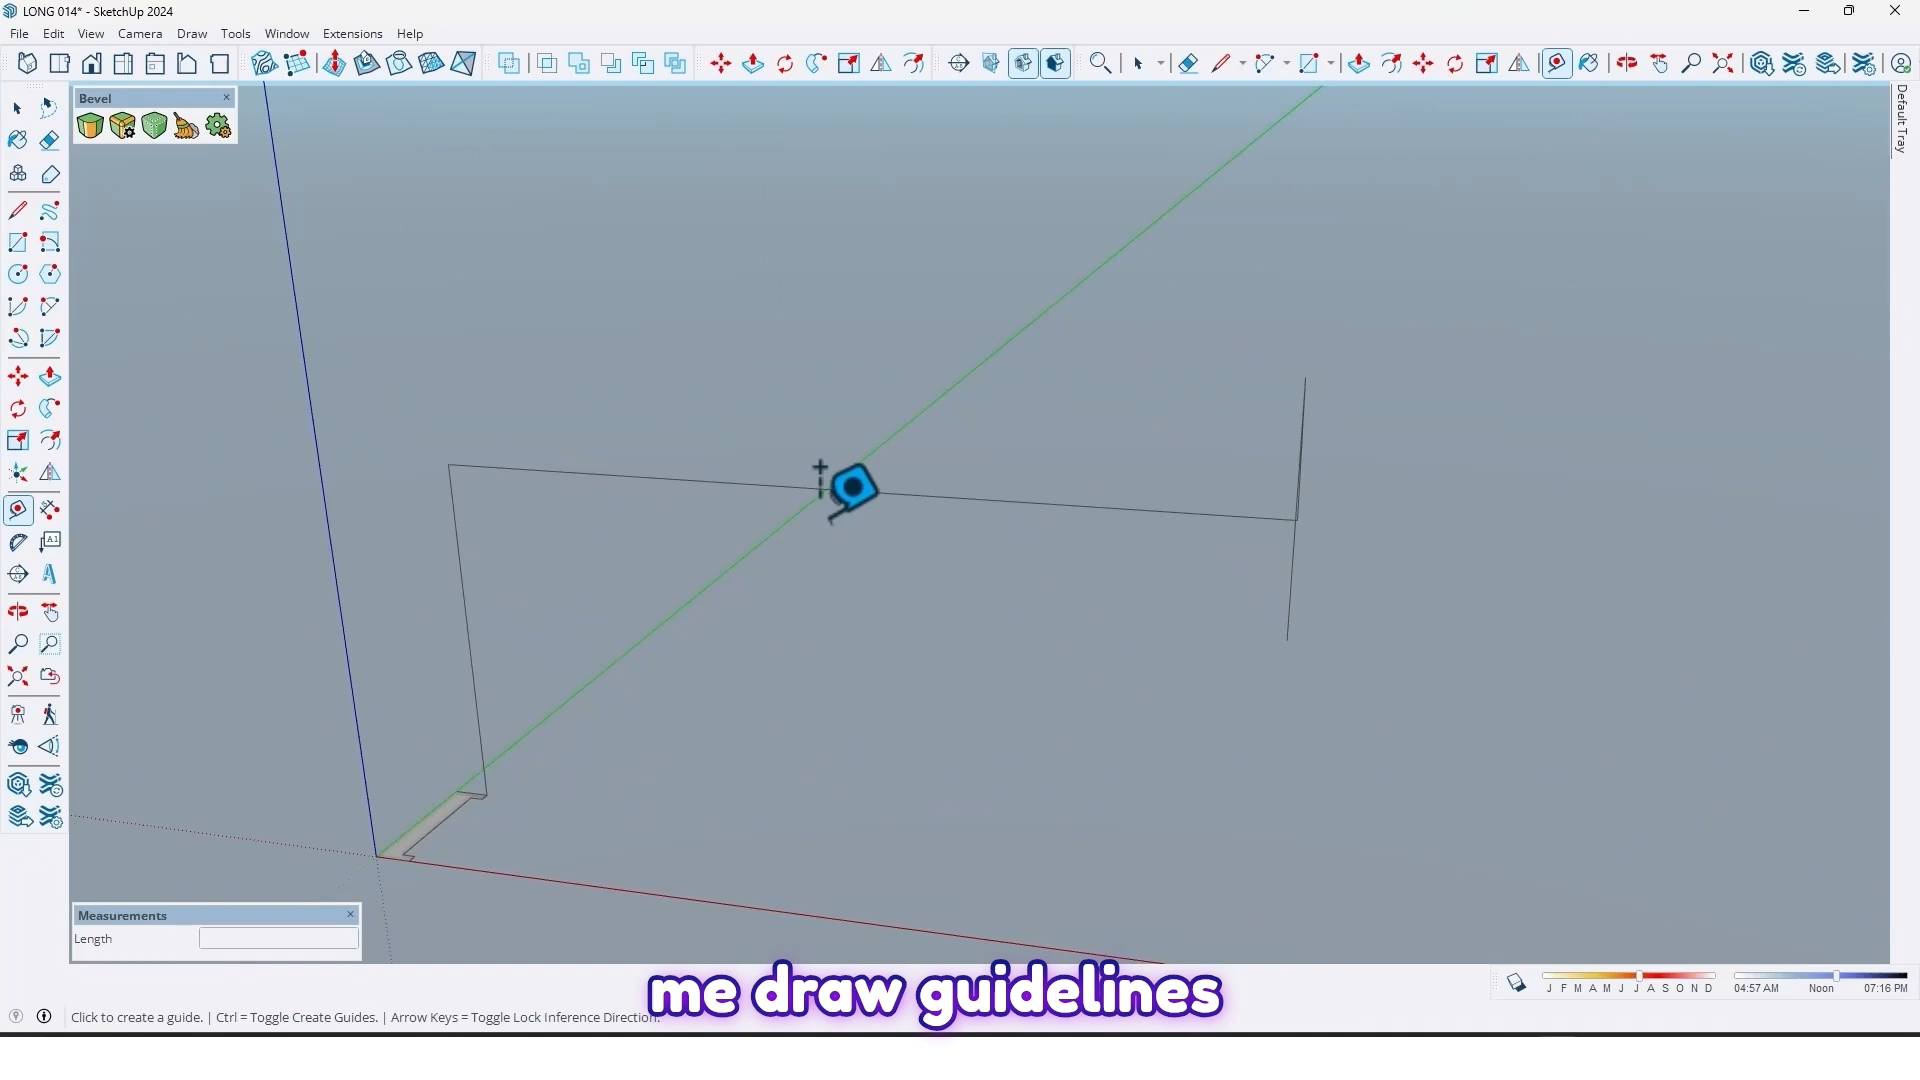 LONG 014* - SketchUp 2024
File Edit View Camera Draw Tools Window Extensions Help
Bevel
Default Tray
A1
A
Measurements
Length
J F M A M J J A S O N D
04:57 AM Noon 07:16 PM
me draw guidelines
Click to create a guide. | Ctrl = Toggle Create Guides. | Arrow Keys = Toggle Lock Inference Direction.